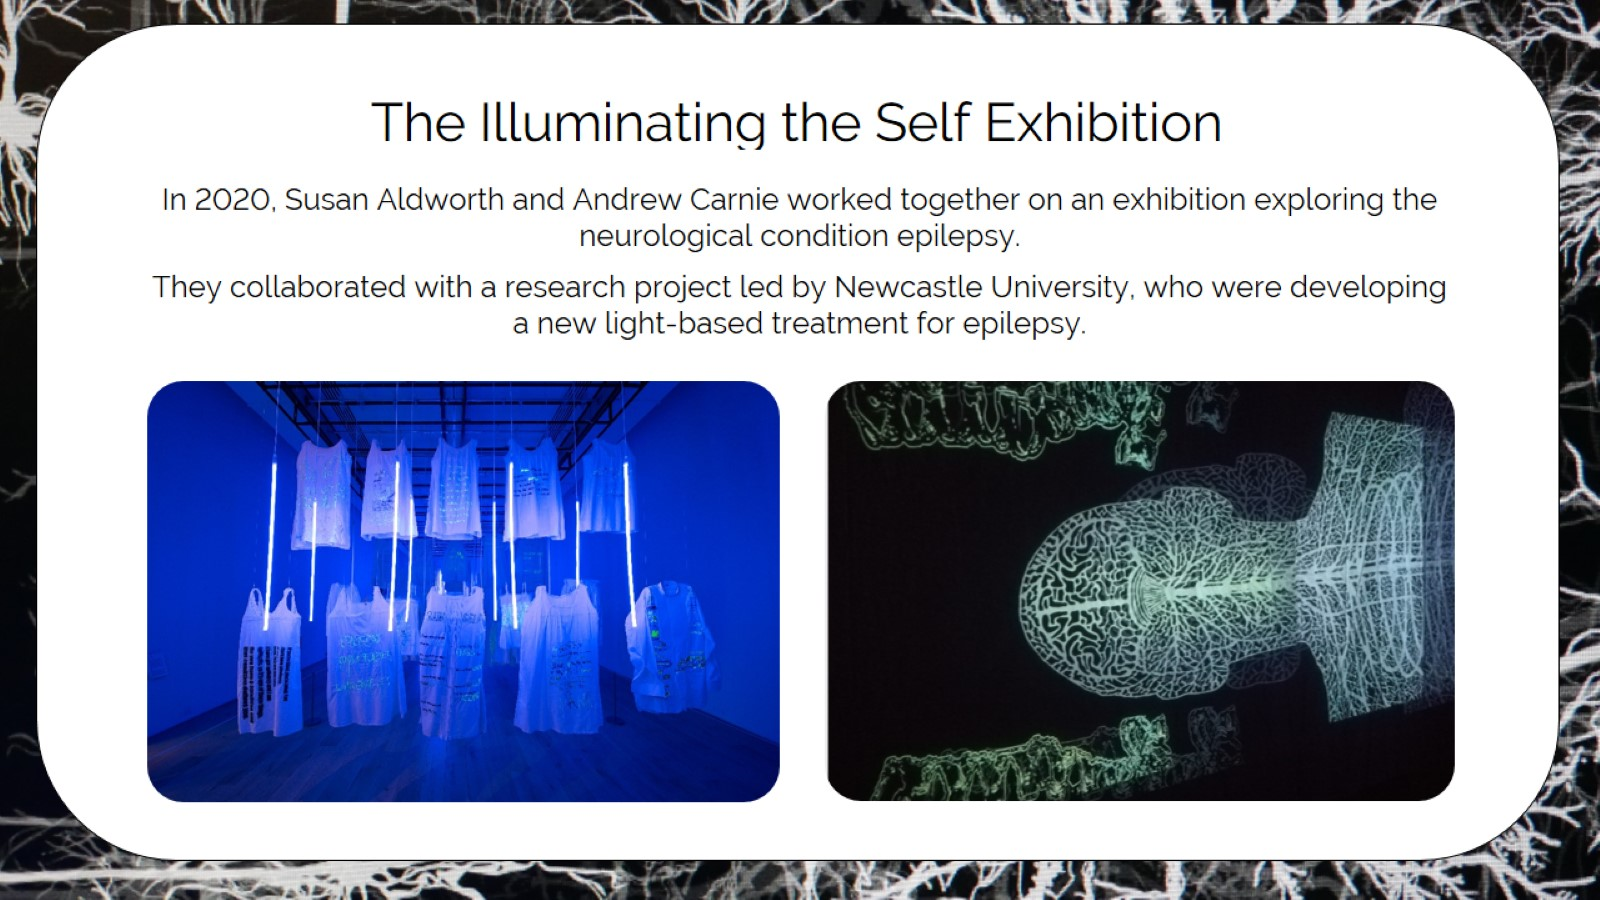 The Illuminating the Self Exhibition
In 2020, Susan Aldworth and Andrew Carnie worked together on an exhibition exploring the
neurological condition epilepsy.
They collaborated with a research project led by Newcastle University, who were developing
a new light-based treatment for epilepsy.